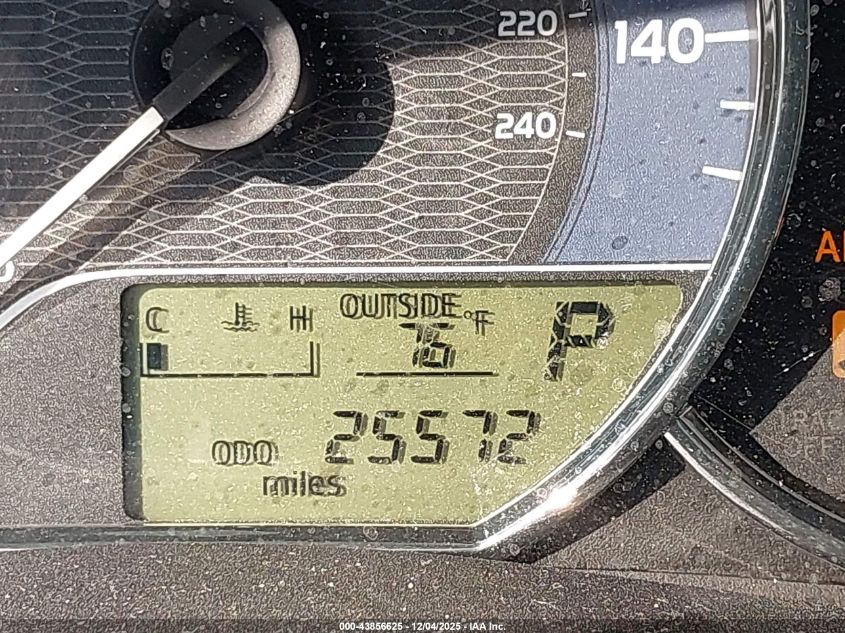 220
140
240
C H
OUTSIDE
76 °F
P
ODO 25572
miles
000-43856625 - 12/04/2025 - IAA Inc.